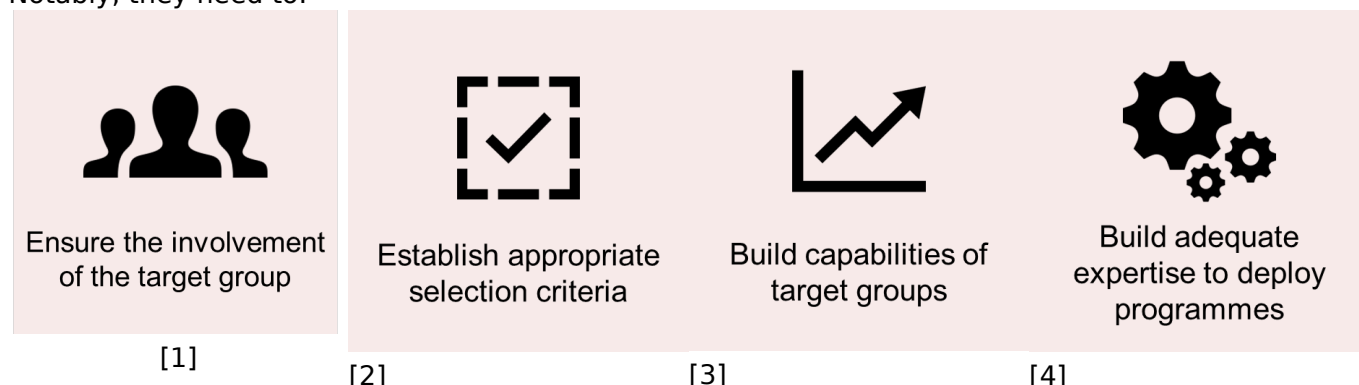 Notably, they need to:
Ensure the involvement
of the target group
[1]
Establish appropriate
selection criteria
[2]
Build capabilities of
target groups
[3]
Build adequate
expertise to deploy
programmes
[4]